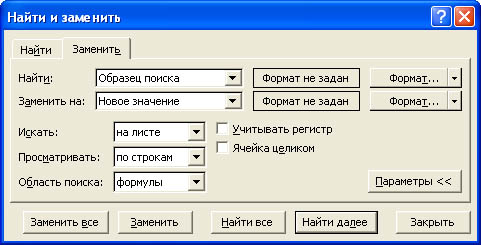 Найти и заменить
Найти Заменить
Найти: Образец поиска Формат не задан Формат...
Заменить на: Новое значение Формат не задан Формат...
Искать: на листе Учитывать регистр
Просматривать: по строкам Ячейка целиком
Область поиска: формулы Параметры <<
Заменить все Заменить Найти все Найти далее Закрыть